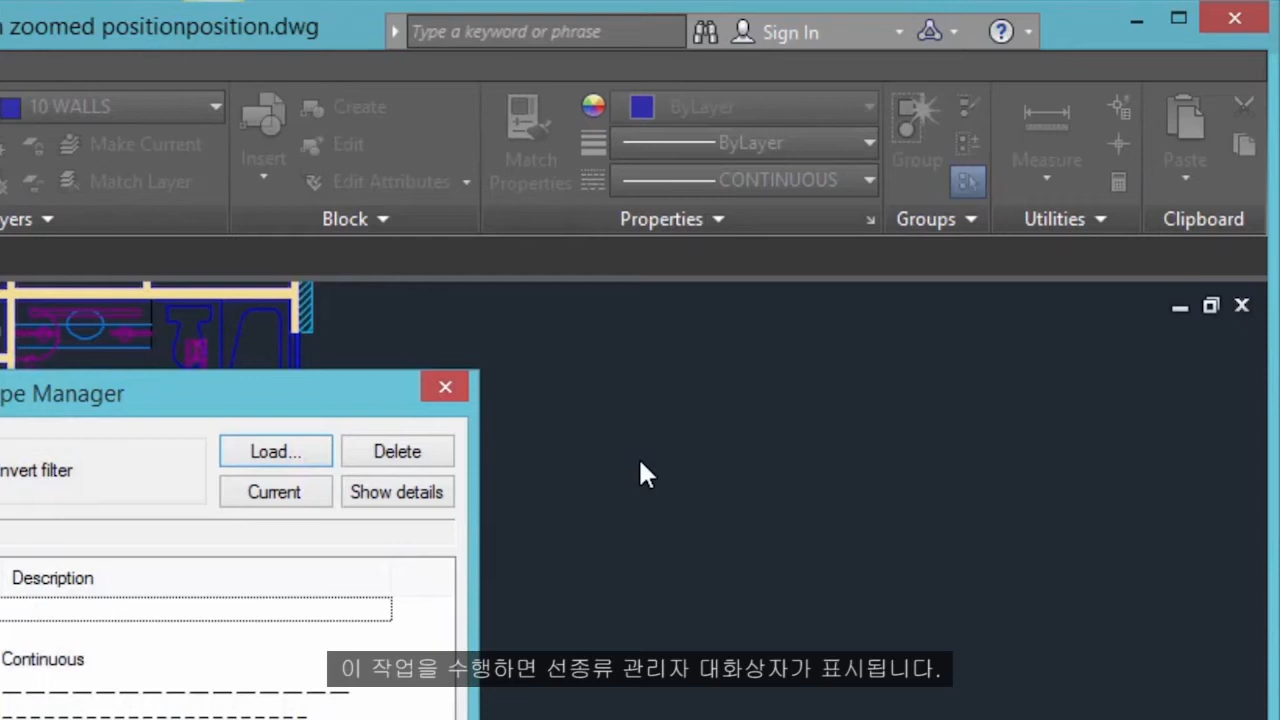 zoomed positionposition.dwg
Type a keyword or phrase
Sign In
?
10 WALLS
Create
ByLayer
Make Current
Insert
Edit
Match
Properties
ByLayer
Group
Measure
Paste
Match Layer
Edit Attributes
CONTINUOUS
yers
Block
Properties
Groups
Utilities
Clipboard
pe Manager
Load...
Delete
nvert filter
Current
Show details
Description
Continuous
이 작업을 수행하면 선종류 관리자 대화상자가 표시됩니다.